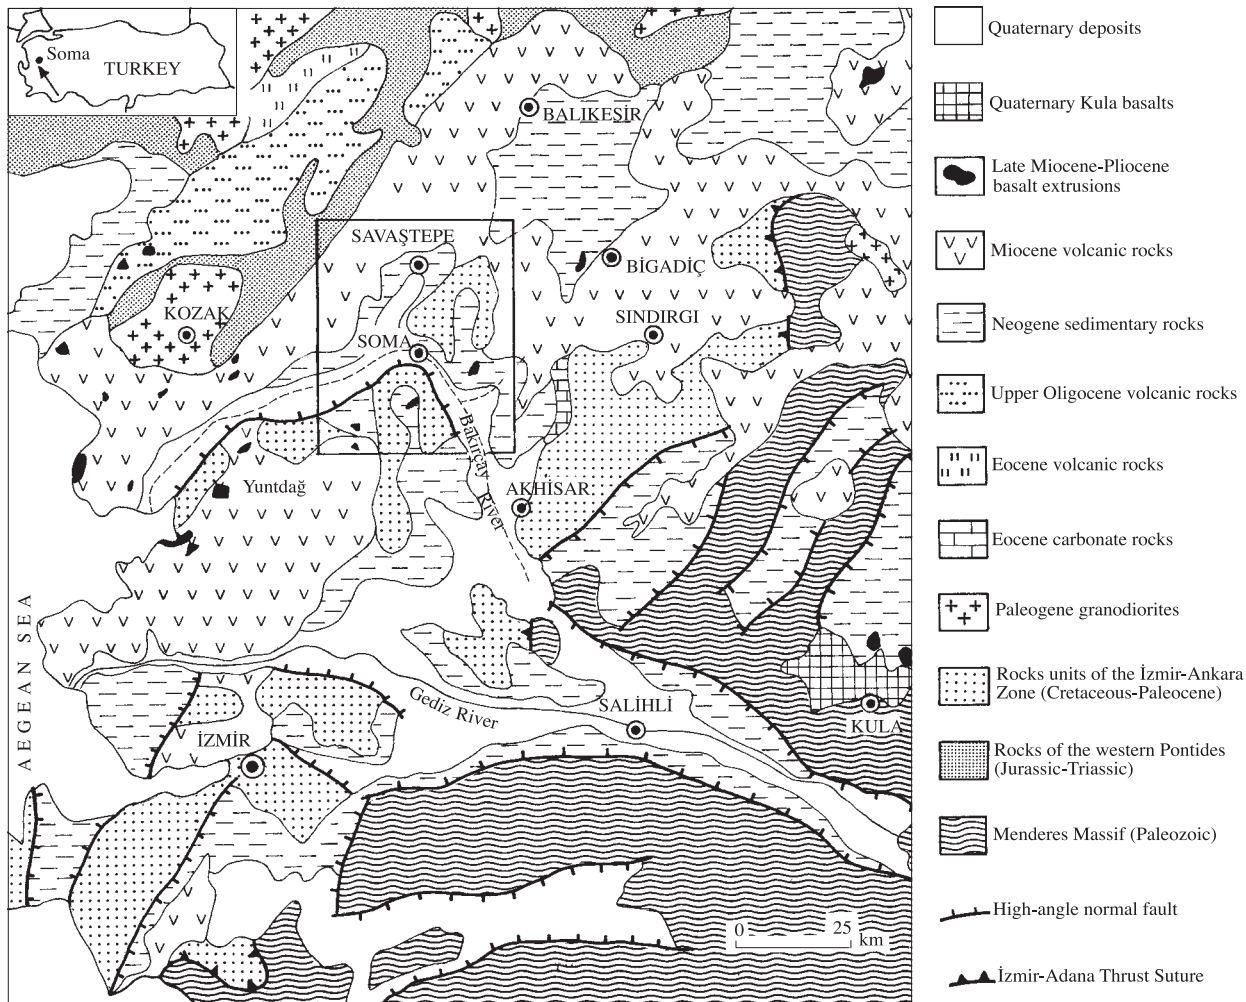 Soma
TURKEY
BALIKESİR
SAVAŞTEPE
BİGADİÇ
KOZAK
SOMA
SINDIRGI
Bakırçay
River
Yuntdağ
AKHİSAR
AEGEAN SEA
Gediz River
SALİHLİ
KULA
İZMİR
0 25
km
Quaternary deposits
Quaternary Kula basalts
Late Miocene-Pliocene
basalt extrusions
Miocene volcanic rocks
Neogene sedimentary rocks
Upper Oligocene volcanic rocks
Eocene volcanic rocks
Eocene carbonate rocks
Paleogene granodiorites
Rocks units of the İzmir-Ankara
Zone (Cretaceous-Paleocene)
Rocks of the western Pontides
(Jurassic-Triassic)
Menderes Massif (Paleozoic)
High-angle normal fault
İzmir-Adana Thrust Suture